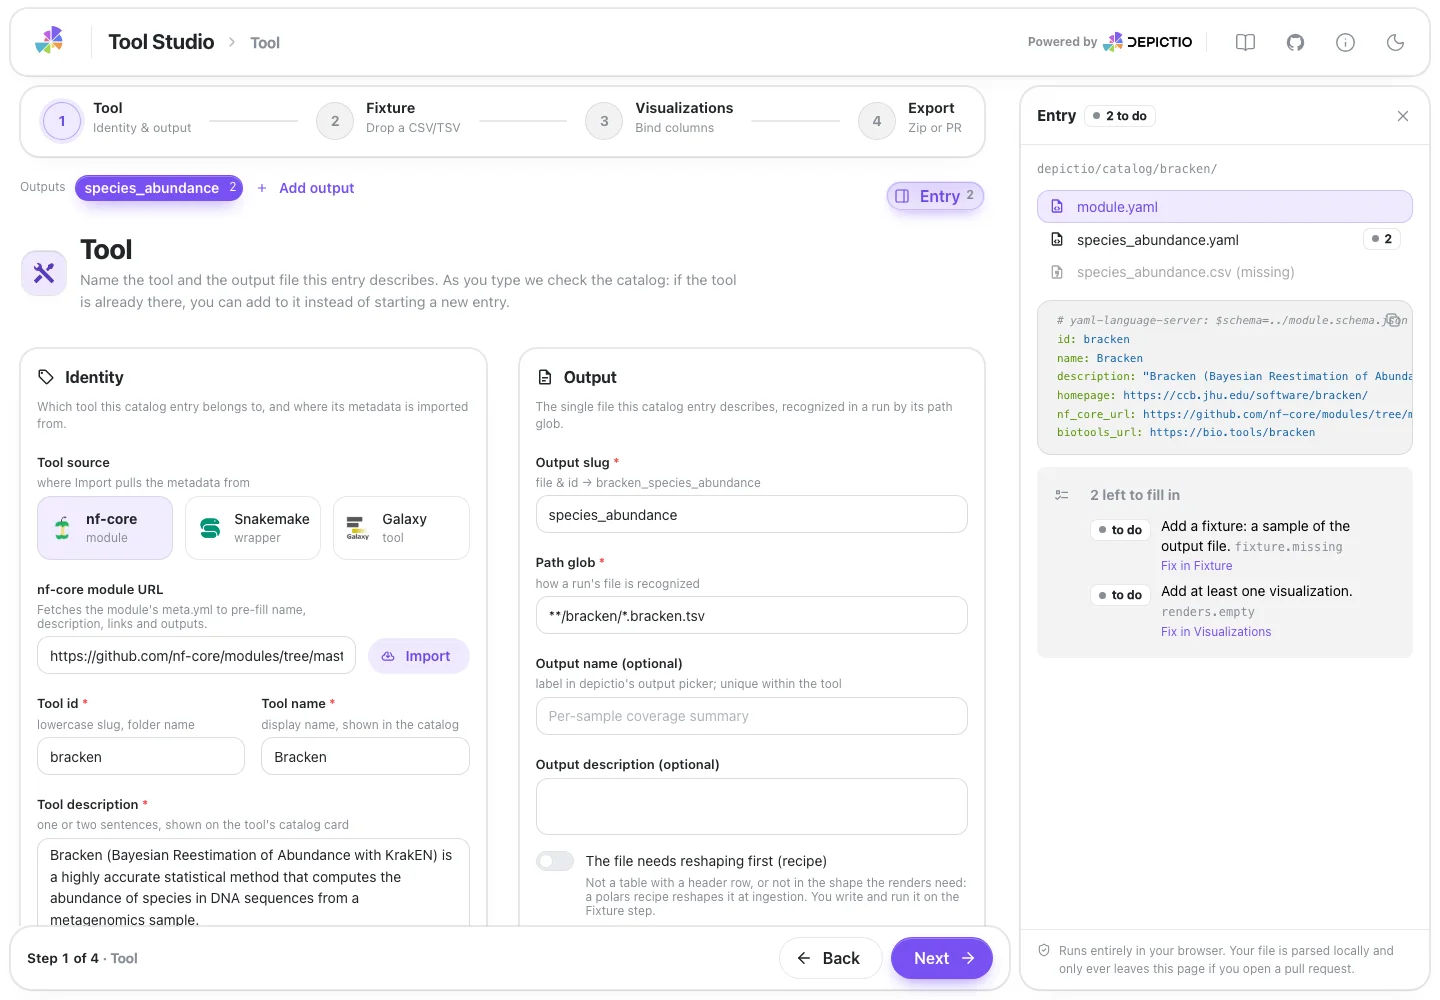 Tool Studio > Tool
Powered by DEPICTIO
1 Tool
Identity & output
2 Fixture
Drop a CSV/TSV
3 Visualizations
Bind columns
4 Export
Zip or PR
Outputs species_abundance 2 + Add output
Entry 2
Tool
Name the tool and the output file this entry describes. As you type we check the catalog: if the tool
is already there, you can add to it instead of starting a new entry.
Identity
Which tool this catalog entry belongs to, and where its metadata is imported
from.
Tool source
where Import pulls the metadata from
nf-core
module
Snakemake
wrapper
Galaxy
Galaxy
tool
nf-core module URL
Fetches the module's meta.yml to pre-fill name,
description, links and outputs.
https://github.com/nf-core/modules/tree/mast
Import
Tool id *
lowercase slug, folder name
bracken
Tool name *
display name, shown in the catalog
Bracken
Tool description *
one or two sentences, shown on the tool's catalog card
Bracken (Bayesian Reestimation of Abundance with KrakEN) is
a highly accurate statistical method that computes the
abundance of species in DNA sequences from a
metagenomics sample.
Output
The single file this catalog entry describes, recognized in a run by its path
glob.
Output slug *
file & id → bracken_species_abundance
species_abundance
Path glob *
how a run's file is recognized
**/bracken/*.bracken.tsv
Output name (optional)
label in depictio's output picker; unique within the tool
Per-sample coverage summary
Output description (optional)
The file needs reshaping first (recipe)
Not a table with a header row, or not in the shape the renders need:
a polars recipe reshapes it at ingestion. You write and run it on the
Fixture step.
Step 1 of 4 · Tool
← Back
Next →
Entry 2 to do
depictio/catalog/bracken/
module.yaml
species_abundance.yaml 2
species_abundance.csv (missing)
# yaml-language-server: $schema=../module.schema.json
id: bracken
name: Bracken
description: "Bracken (Bayesian Reestimation of Abunda
homepage: https://ccb.jhu.edu/software/bracken/
nf_core_url: https://github.com/nf-core/modules/tree/m
biotools_url: https://bio.tools/bracken
2 left to fill in
to do Add a fixture: a sample of the
output file. fixture.missing
Fix in Fixture
to do Add at least one visualization.
renders.empty
Fix in Visualizations
Runs entirely in your browser. Your file is parsed locally and
only ever leaves this page if you open a pull request.